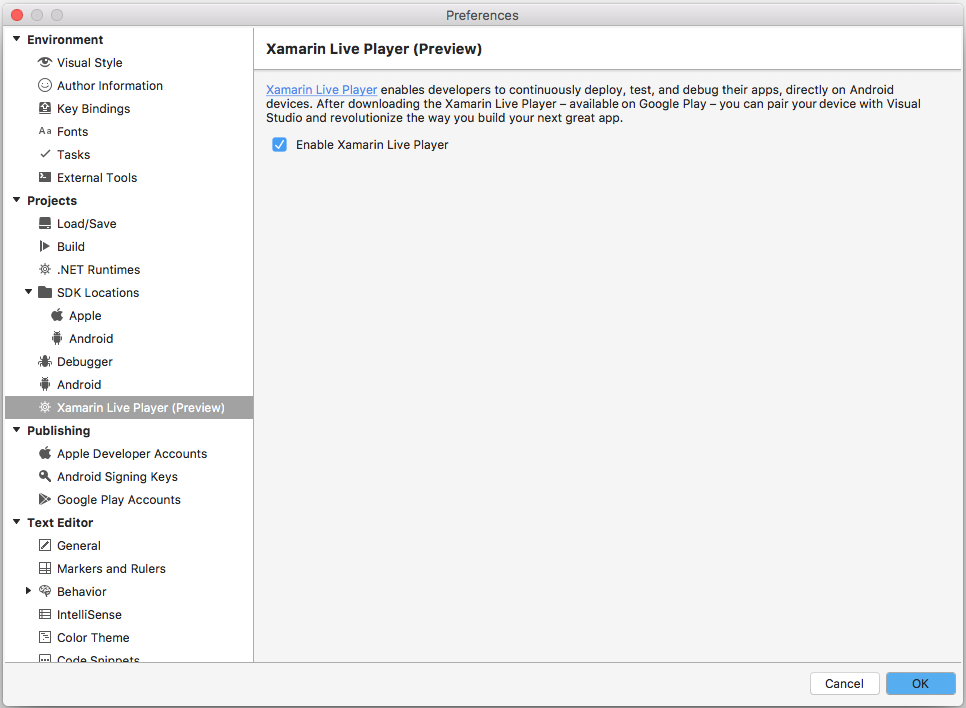 Preferences
Environment
Visual Style
Author Information
Key Bindings
Aa Fonts
Tasks
External Tools
Projects
Load/Save
Build
.NET Runtimes
SDK Locations
Apple
Android
Debugger
Android
Xamarin Live Player (Preview)
Publishing
Apple Developer Accounts
Android Signing Keys
Google Play Accounts
Text Editor
General
Markers and Rulers
Behavior
IntelliSense
Color Theme
Code Snippets
Xamarin Live Player (Preview)
Xamarin Live Player enables developers to continuously deploy, test, and debug their apps, directly on Android
devices. After downloading the Xamarin Live Player – available on Google Play – you can pair your device with Visual
Studio and revolutionize the way you build your next great app.
Enable Xamarin Live Player
Cancel
OK